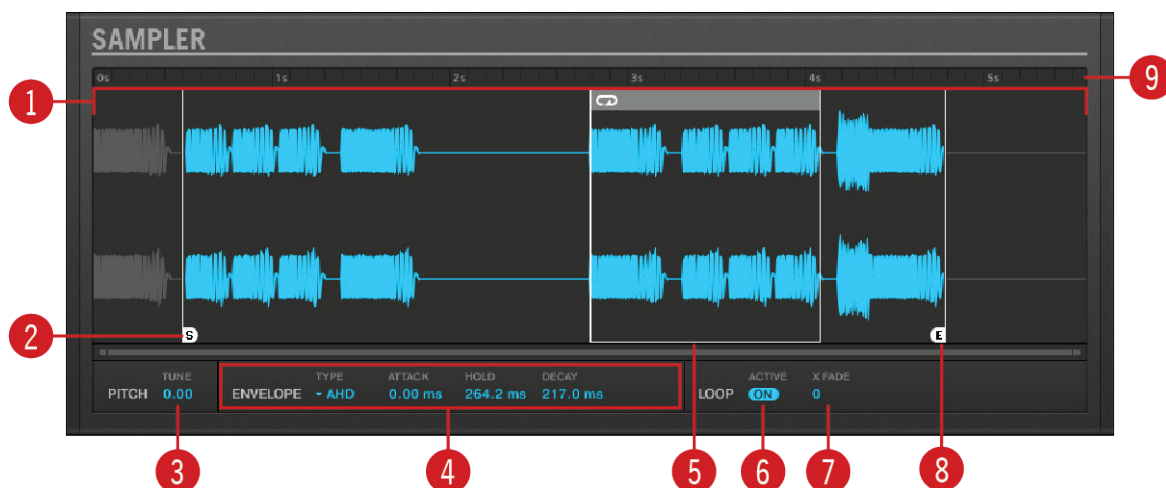 SAMPLER
0s 1s 2s 3s 4s 5s
9
1
2
S E
TUNE TYPE ATTACK HOLD DECAY ACTIVE X FADE
PITCH 0.00 ENVELOPE AHD 0.00 ms 264.2 ms 217.0 ms LOOP ON 0
3 4 5 6 7 8